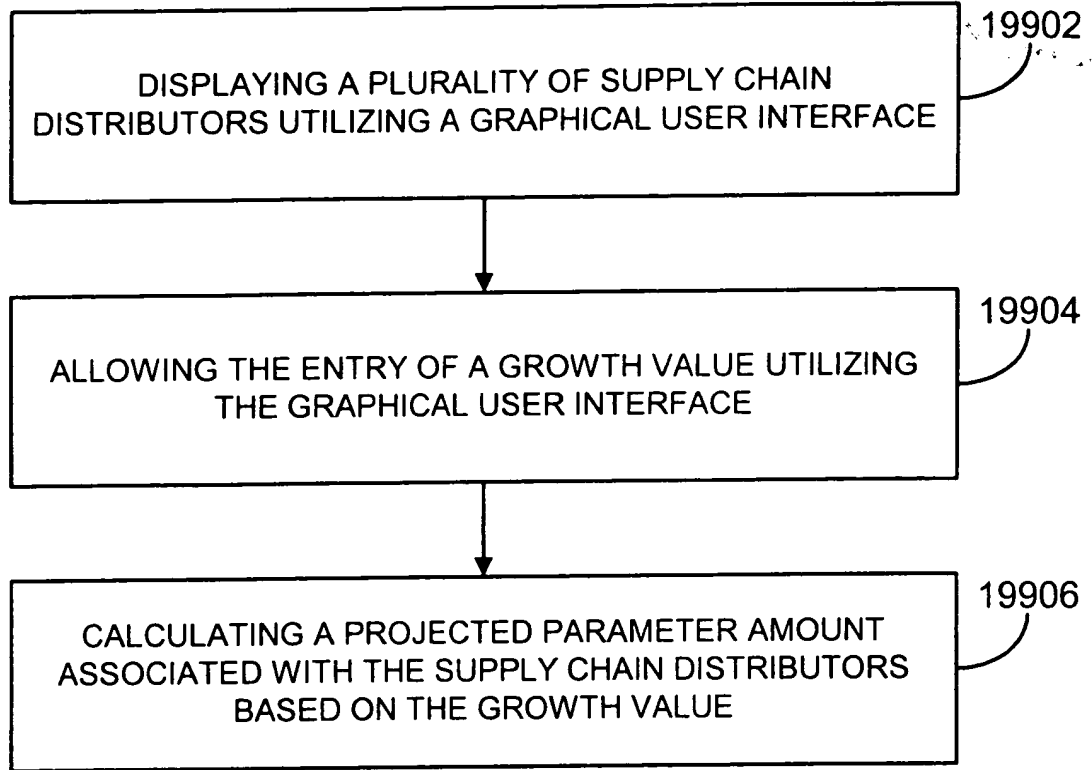 19902
DISPLAYING A PLURALITY OF SUPPLY CHAIN
DISTRIBUTORS UTILIZING A GRAPHICAL USER INTERFACE
19904
ALLOWING THE ENTRY OF A GROWTH VALUE UTILIZING
THE GRAPHICAL USER INTERFACE
19906
CALCULATING A PROJECTED PARAMETER AMOUNT
ASSOCIATED WITH THE SUPPLY CHAIN DISTRIBUTORS
BASED ON THE GROWTH VALUE